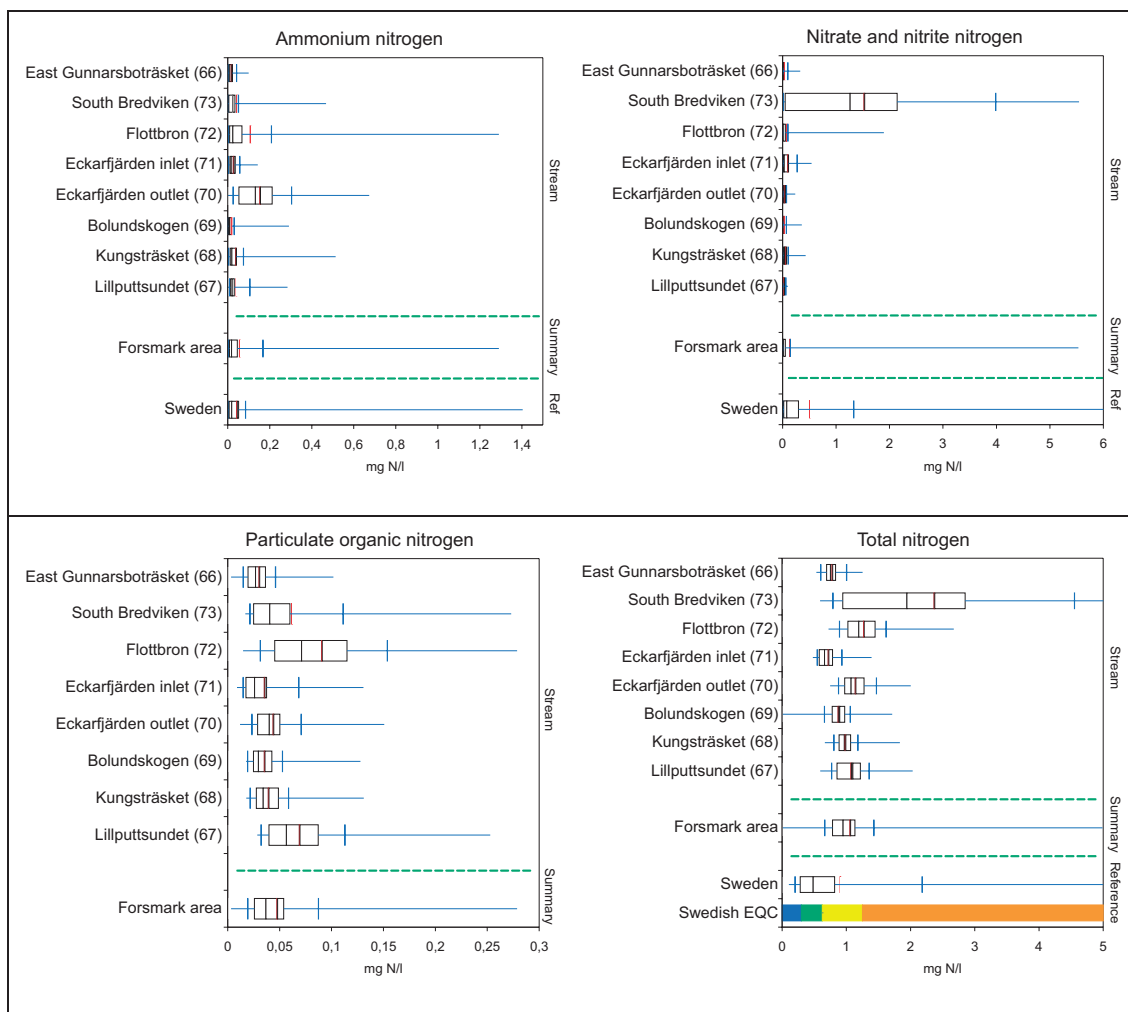 Ammonium nitrogen
East Gunnarsboträsket (66)
South Bredviken (73)
Flottbron (72)
Eckarfjärden inlet (71)
Eckarfjärden outlet (70)
Bolundskogen (69)
Kungsträsket (68)
Lillputtsundet (67)
Forsmark area
Sweden
Stream
Summary
Ref
0 0,2 0,4 0,6 0,8 1 1,2 1,4
mg N/l
Nitrate and nitrite nitrogen
East Gunnarsboträsket (66)
South Bredviken (73)
Flottbron (72)
Eckarfjärden inlet (71)
Eckarfjärden outlet (70)
Bolundskogen (69)
Kungsträsket (68)
Lillputtsundet (67)
Forsmark area
Sweden
Stream
Summary
Ref
0 1 2 3 4 5 6
mg N/l
Particulate organic nitrogen
East Gunnarsboträsket (66)
South Bredviken (73)
Flottbron (72)
Eckarfjärden inlet (71)
Eckarfjärden outlet (70)
Bolundskogen (69)
Kungsträsket (68)
Lillputtsundet (67)
Forsmark area
Stream
Summary
0 0,05 0,1 0,15 0,2 0,25 0,3
mg N/l
Total nitrogen
East Gunnarsboträsket (66)
South Bredviken (73)
Flottbron (72)
Eckarfjärden inlet (71)
Eckarfjärden outlet (70)
Bolundskogen (69)
Kungsträsket (68)
Lillputtsundet (67)
Forsmark area
Sweden
Swedish EQC
Stream
Summary
Reference
0 1 2 3 4 5
mg N/l